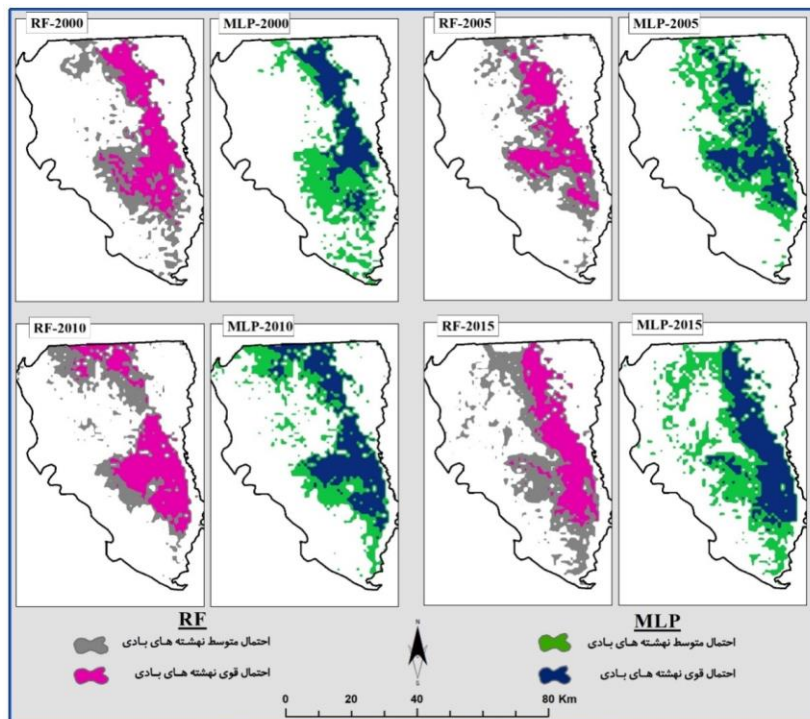 RF-2000
MLP-2000
RF-2005
MLP-2005
RF-2010
MLP-2010
RF-2015
MLP-2015
RF
احتمال متوسط نهشته های بادی
احتمال قوی نهشته های بادی
N
S
MLP
احتمال متوسط نهشته های بادی
احتمال قوی نهشته های بادی
0 20 40 80 Km